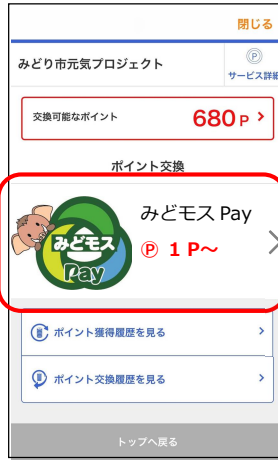 閉じる
みどり市元気プロジェクト
P
サービス詳細
交換可能なポイント
680 P
ポイント交換
みどモス Pay
みどモス
Pay
P 1 P～
ポイント獲得履歴を見る
ポイント交換履歴を見る
トップへ戻る